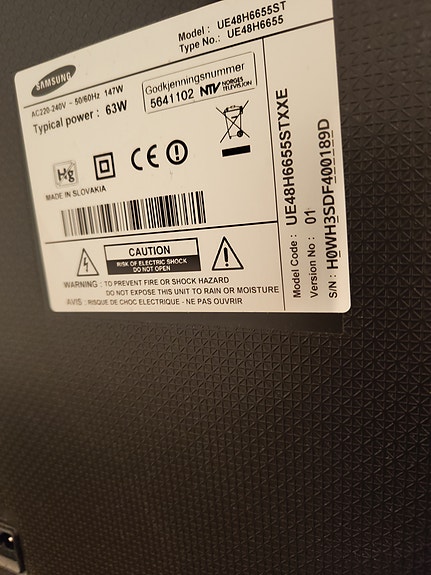 SAMSUNG
Model : UE48H6655ST
Type No.: UE48H6655
AC220-240V ~ 50/60Hz 147W
Typical power : 63W
Godkjenningsnummer
5641102 NTV NORGES TELEVISJON
Hg
CE
MADE IN SLOVAKIA
CAUTION
RISK OF ELECTRIC SHOCK
DO NOT OPEN
WARNING : TO PREVENT FIRE OR SHOCK HAZARD
DO NOT EXPOSE THIS UNIT TO RAIN OR MOISTURE
AVIS : RISQUE DE CHOC ELECTRIQUE - NE PAS OUVRIR
Model Code : UE48H6655STXXE
Version No : 01
S/N : H0WH3SDF400189D